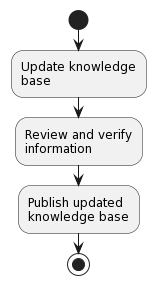 Update knowledge
base
Review and verify
information
Publish updated
knowledge base